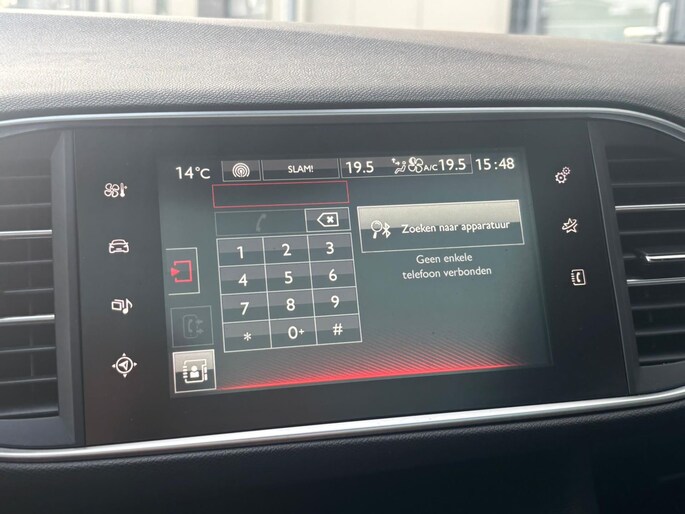 14°C SLAM! 19.5 A/C 19.5 15:48
Zoeken naar apparatuur
Geen enkele
telefoon verbonden
1 2 3
4 5 6
7 8 9
* 0+ #